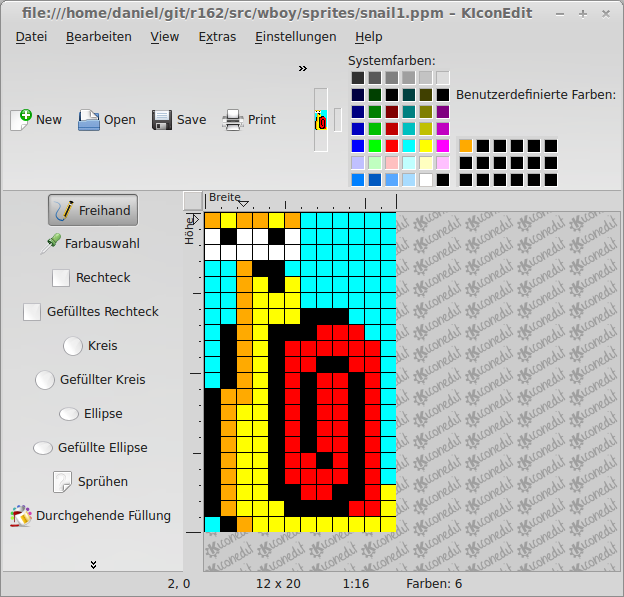 file:///home/daniel/git/r162/src/wboy/sprites/snail1.ppm – KIconEdit
Datei Bearbeiten View Extras Einstellungen Help
Systemfarben:
Benutzerdefinierte Farben:
New Open Save Print
Breite
Höhe
Freihand
Farbauswahl
Rechteck
Gefülltes Rechteck
Kreis
Gefüllter Kreis
Ellipse
Gefüllte Ellipse
Sprühen
Durchgehende Füllung
kiconedit
2, 0 12 x 20 1:16 Farben: 6